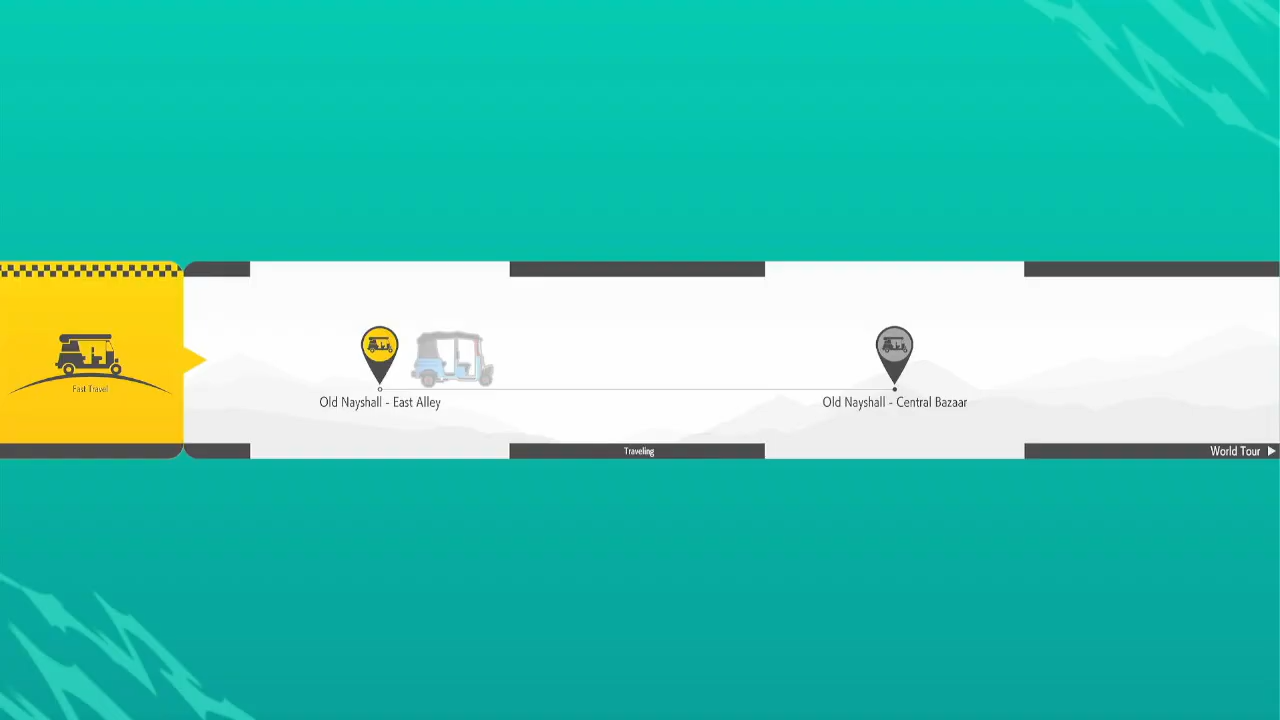 Fast Travel
Old Nayshall - East Alley
Old Nayshall - Central Bazaar
Traveling
World Tour